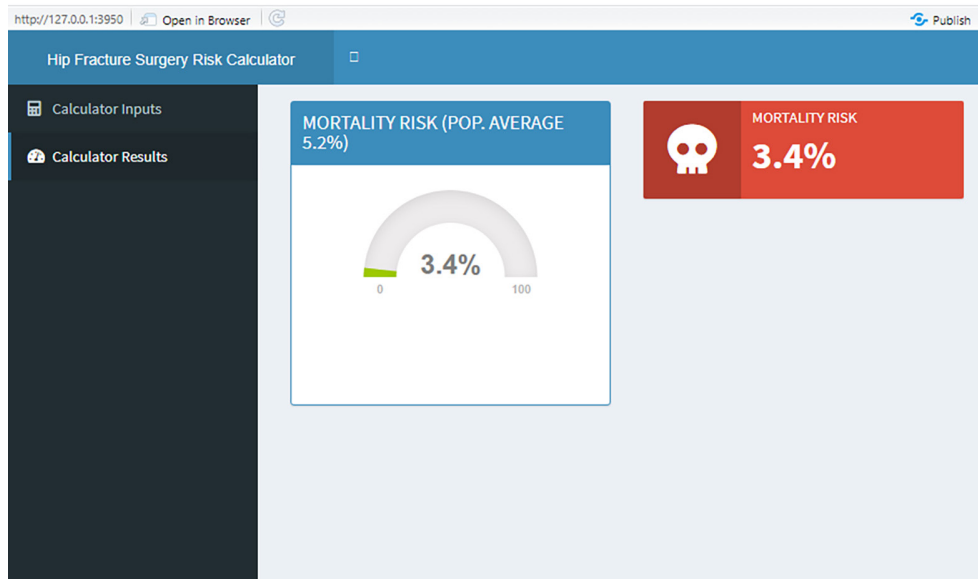 http://127.0.0.1:3950 Open in Browser Publish
Hip Fracture Surgery Risk Calculator
Calculator Inputs
Calculator Results
MORTALITY RISK (POP. AVERAGE
5.2%)
3.4%
0 100
MORTALITY RISK
3.4%